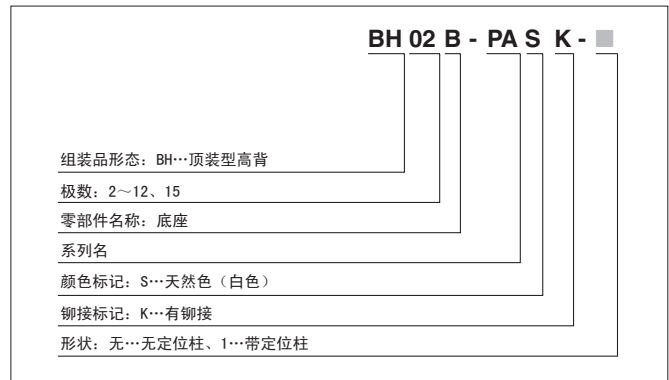 BH 02 B - PA S K -
组装品形态：BH…顶装型高背
极数：2～12、15
零部件名称：底座
系列名
颜色标记：S…天然色（白色）
铆接标记：K…有铆接
形状：无…无定位柱、1…带定位柱